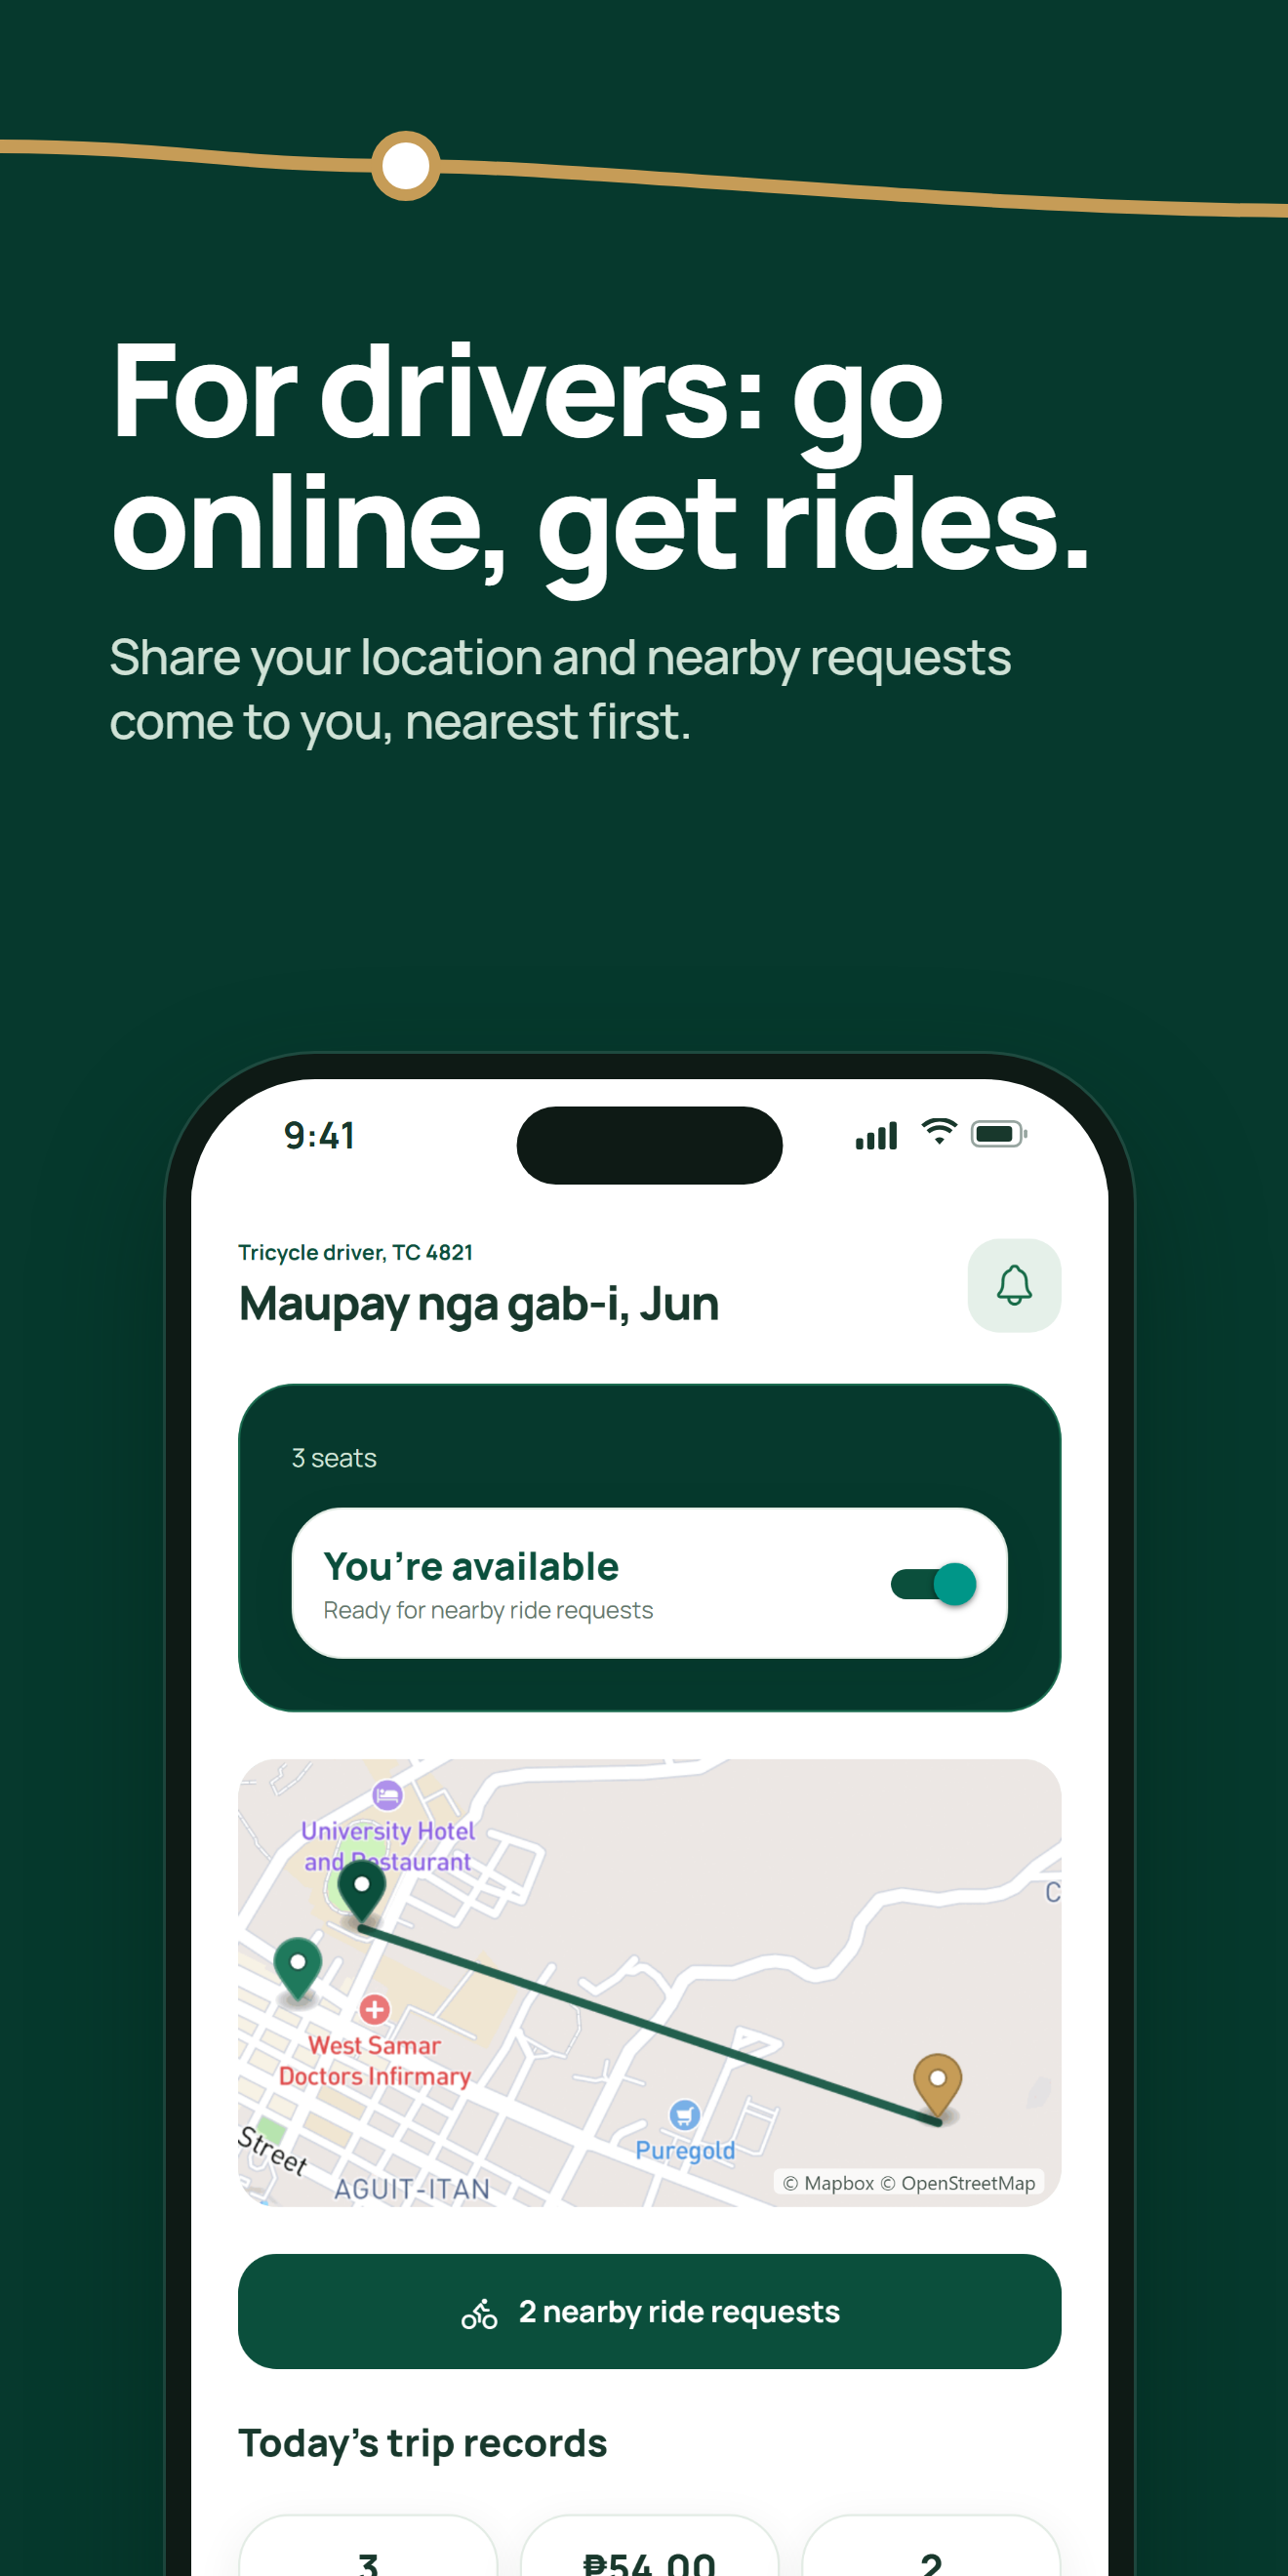 For drivers: go
online, get rides.
Share your location and nearby requests
come to you, nearest first.
9:41
Tricycle driver, TC 4821
Maupay nga gab-i, Jun
3 seats
You're available
Ready for nearby ride requests
University Hotel
and Restaurant
C
West Samar
Doctors Infirmary
Puregold
Street
AGUIT-ITAN
© Mapbox © OpenStreetMap
2 nearby ride requests
Today's trip records
3
₱54.00
2